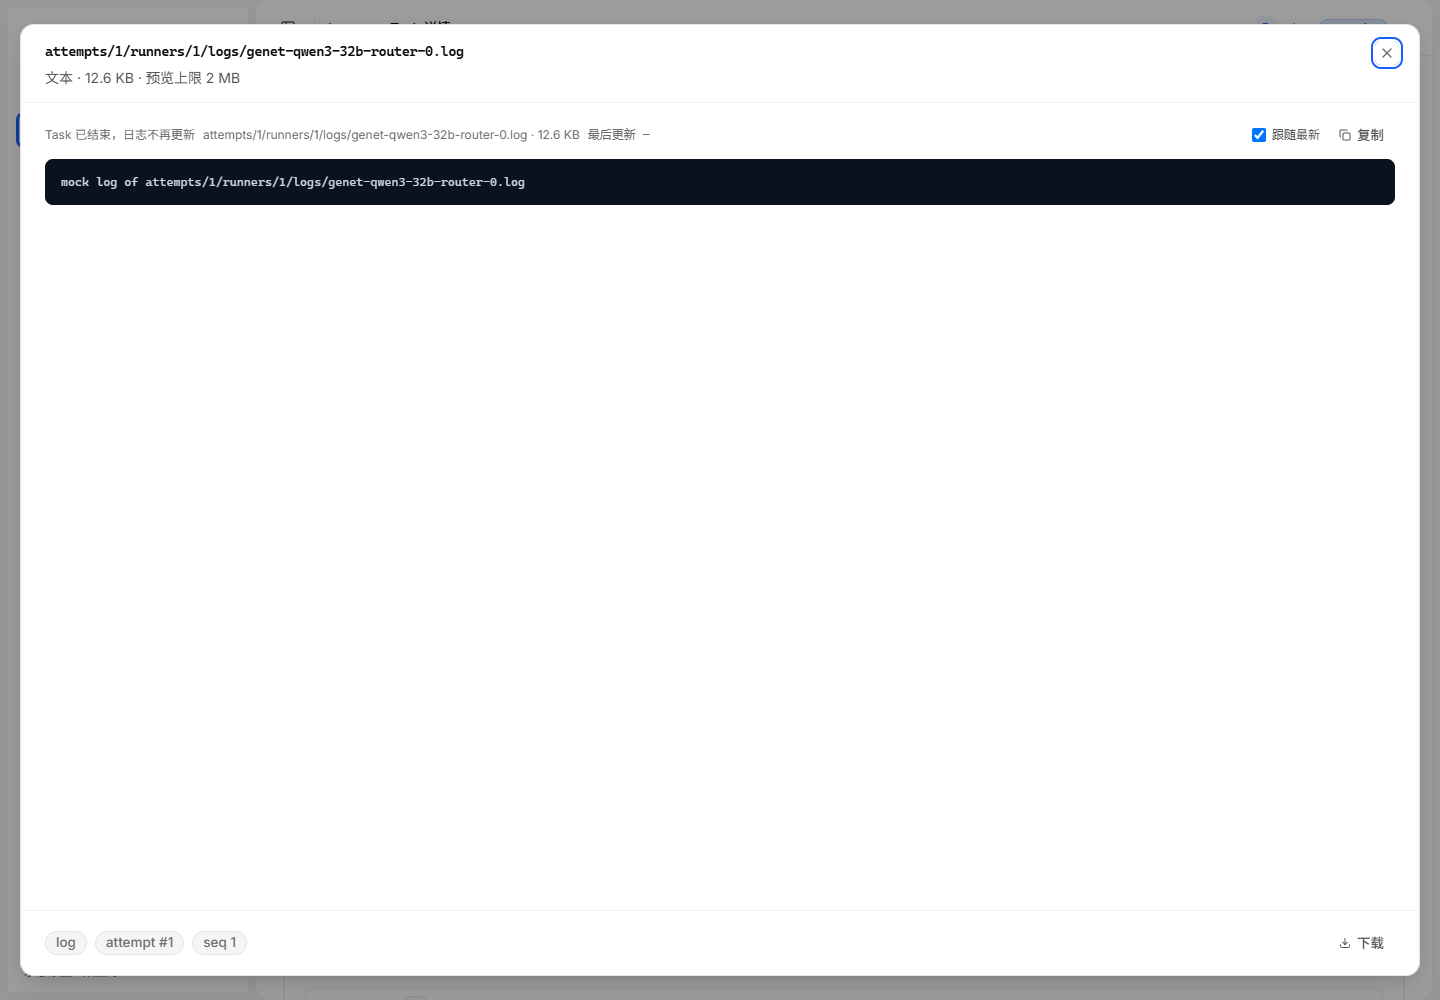 attempts/1/runners/1/logs/genet-qwen3-32b-router-0.log
文本 · 12.6 KB · 预览上限 2 MB
Task 已结束，日志不再更新 attempts/1/runners/1/logs/genet-qwen3-32b-router-0.log · 12.6 KB 最后更新 — 跟随最新 复制
mock log of attempts/1/runners/1/logs/genet-qwen3-32b-router-0.log
log attempt #1 seq 1 下载